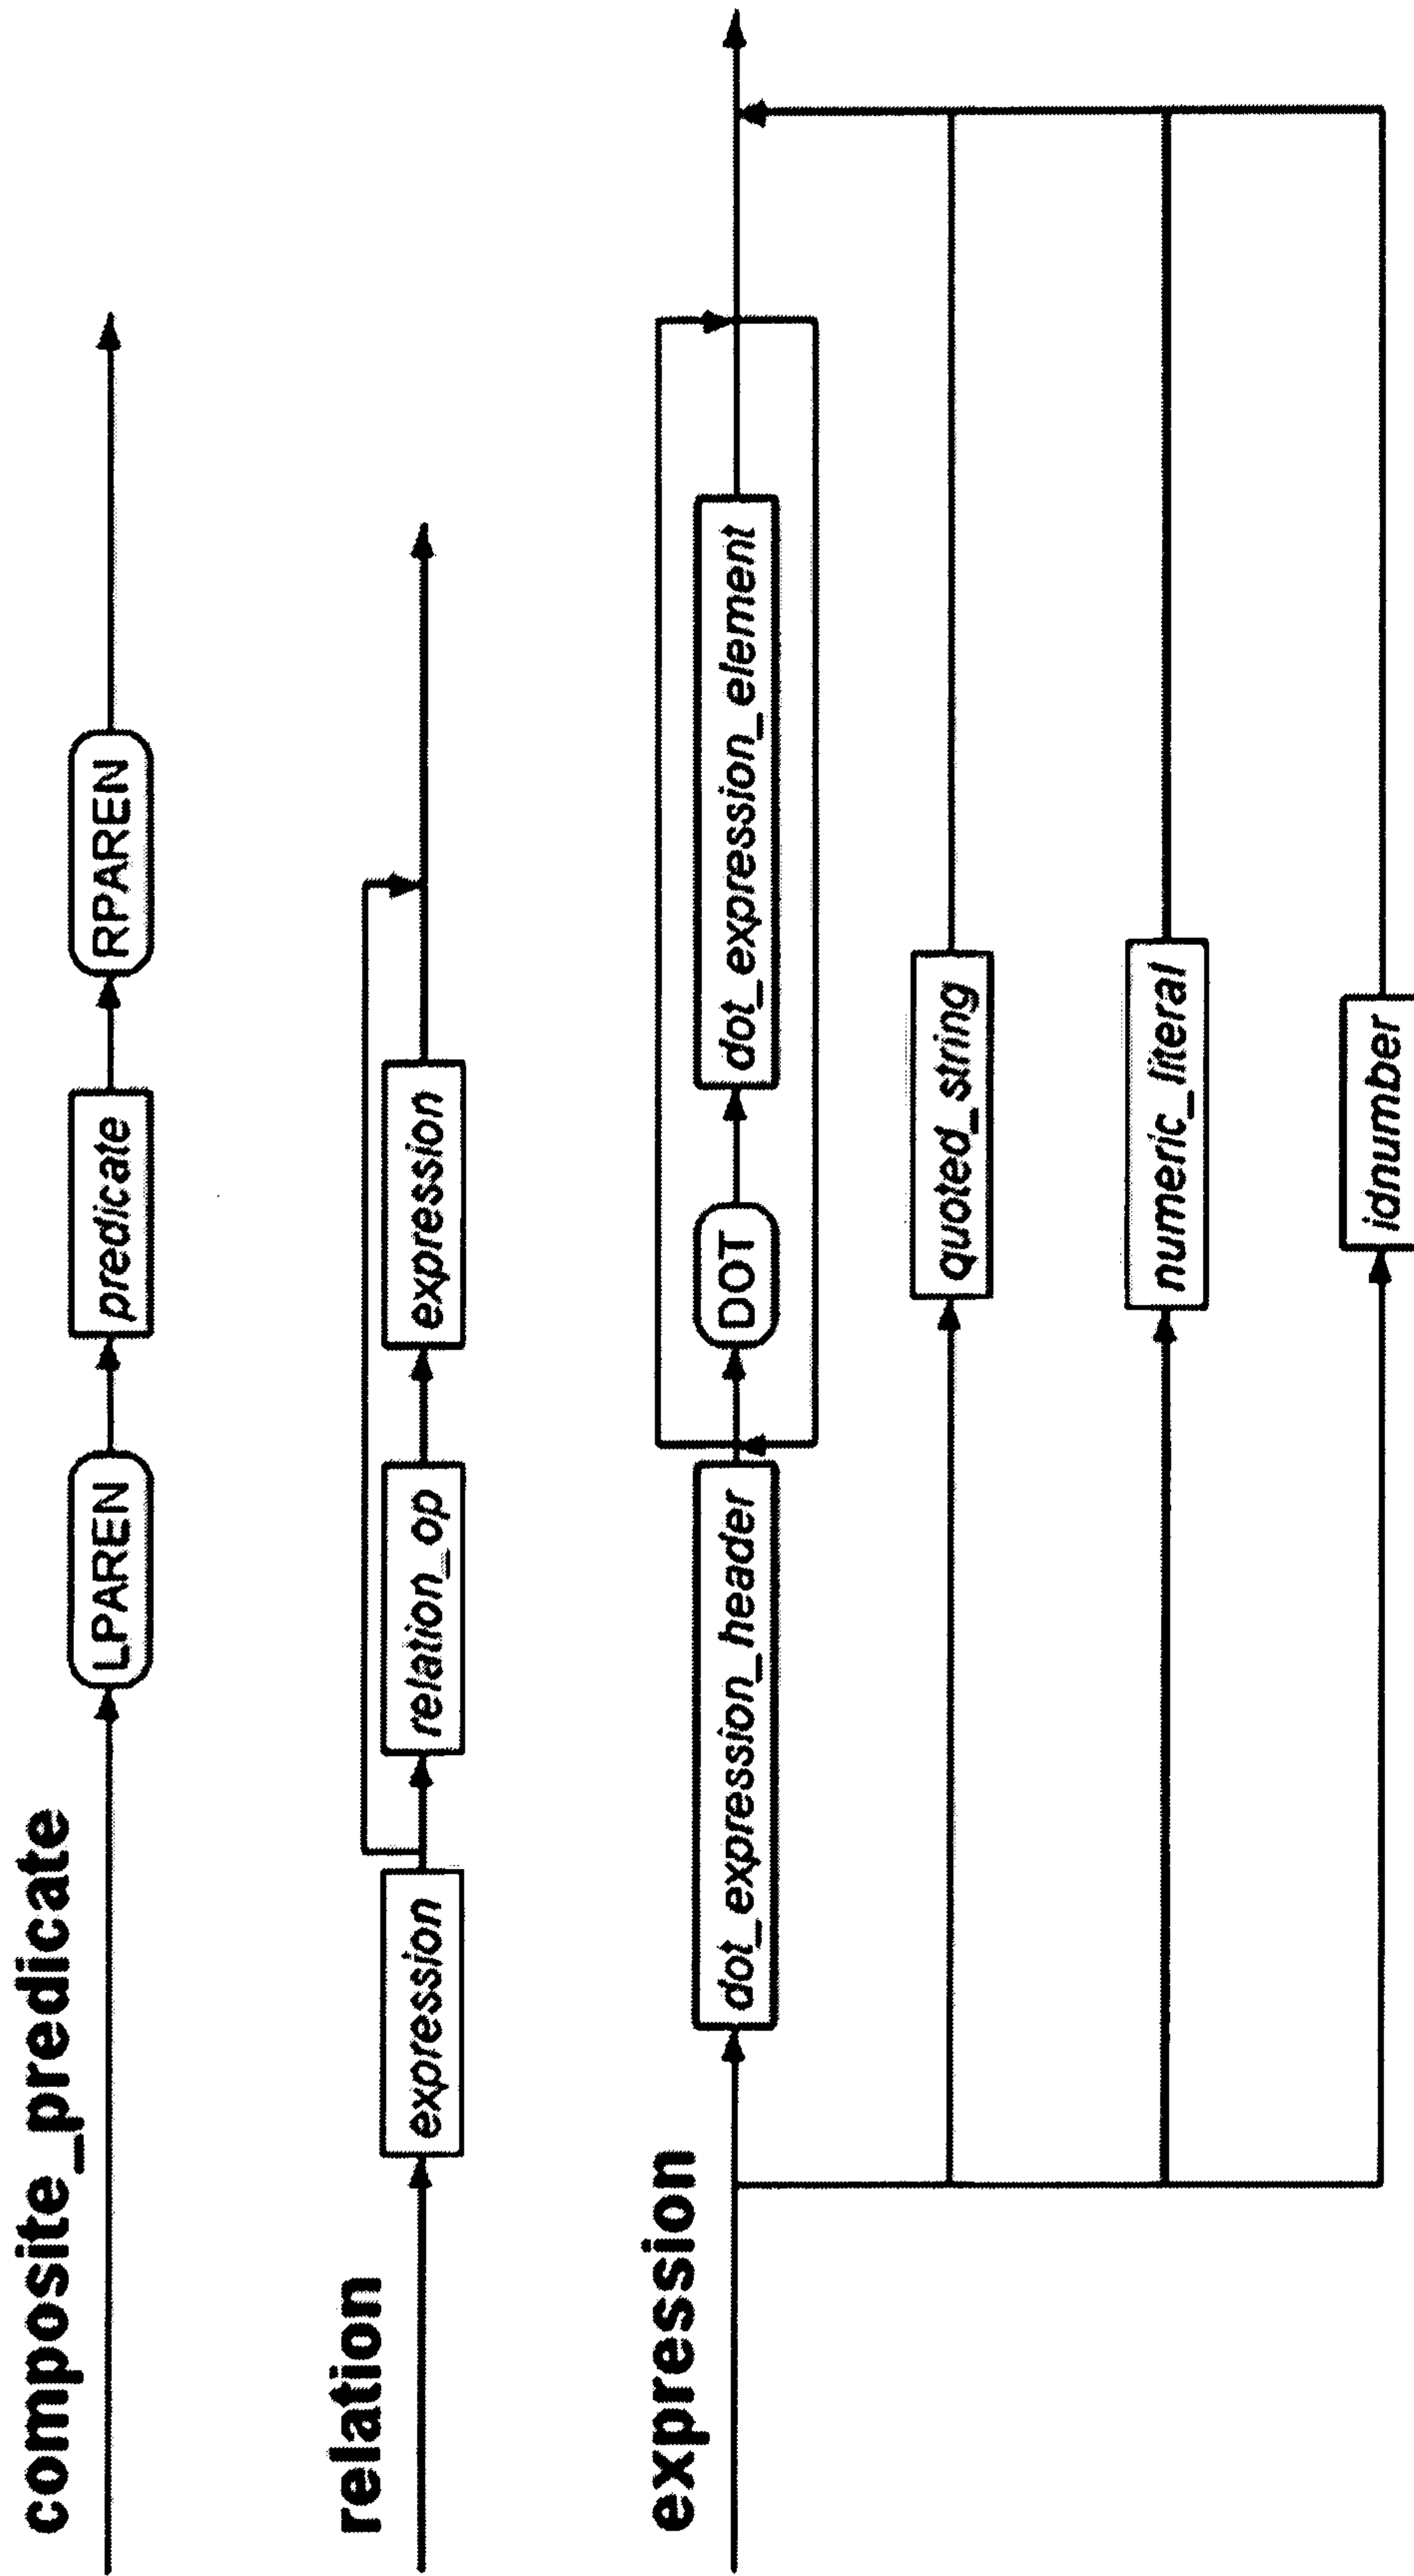 composite_predicate
LPAREN predicate RPAREN
relation
expression relation_op expression
expression
dot_expression_header DOT dot_expression_element
quoted_string
numeric_literal
idnumber